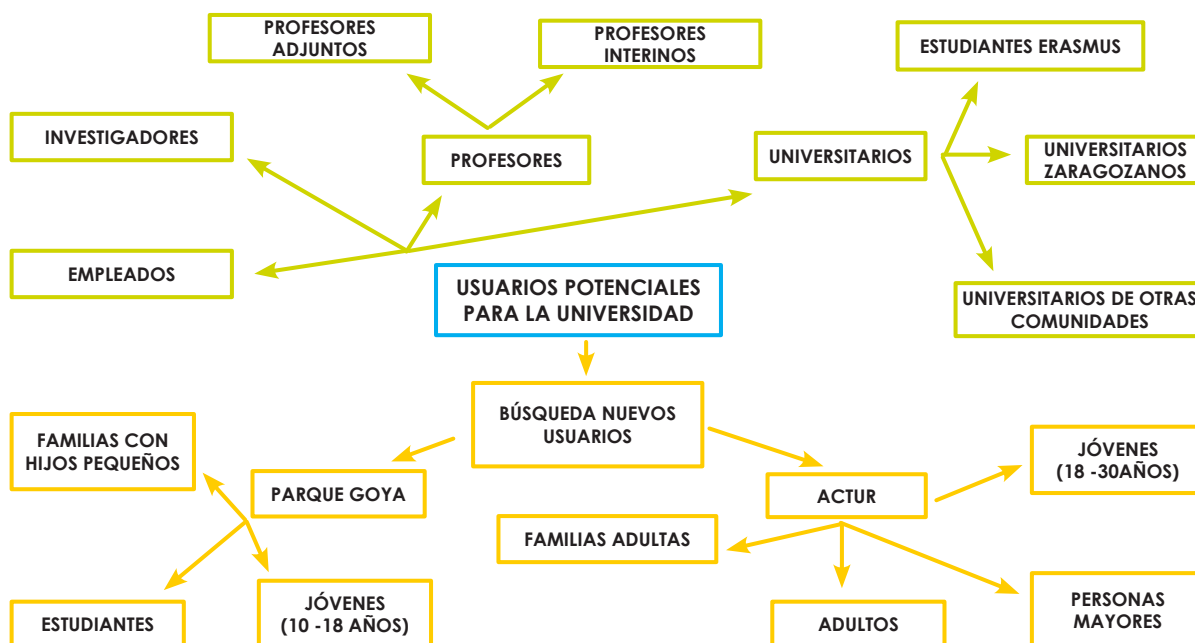 PROFESORES
ADJUNTOS
PROFESORES
INTERINOS
ESTUDIANTES ERASMUS
INVESTIGADORES
PROFESORES
UNIVERSITARIOS
UNIVERSITARIOS
ZARAGOZANOS
EMPLEADOS
USUARIOS POTENCIALES
PARA LA UNIVERSIDAD
UNIVERSITARIOS DE OTRAS
COMUNIDADES
BÚSQUEDA NUEVOS
USUARIOS
FAMILIAS CON
HIJOS PEQUEÑOS
PARQUE GOYA
ACTUR
JÓVENES
(18 -30AÑOS)
FAMILIAS ADULTAS
ESTUDIANTES
JÓVENES
(10 -18 AÑOS)
ADULTOS
PERSONAS
MAYORES